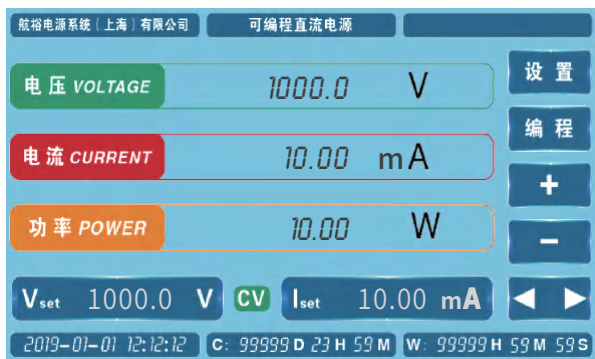 航裕电源系统（上海）有限公司 可编程直流电源
设置
电压 VOLTAGE 1000.0 V
编程
电流 CURRENT 10.00 mA
+
功率 POWER 10.00 W
−
Vset 1000.0 V CV Iset 10.00 mA ◀ ▶
2019-01-01 12:12:12 C: 99999 D 23 H 59 M W: 99999 H 59 M 59 S